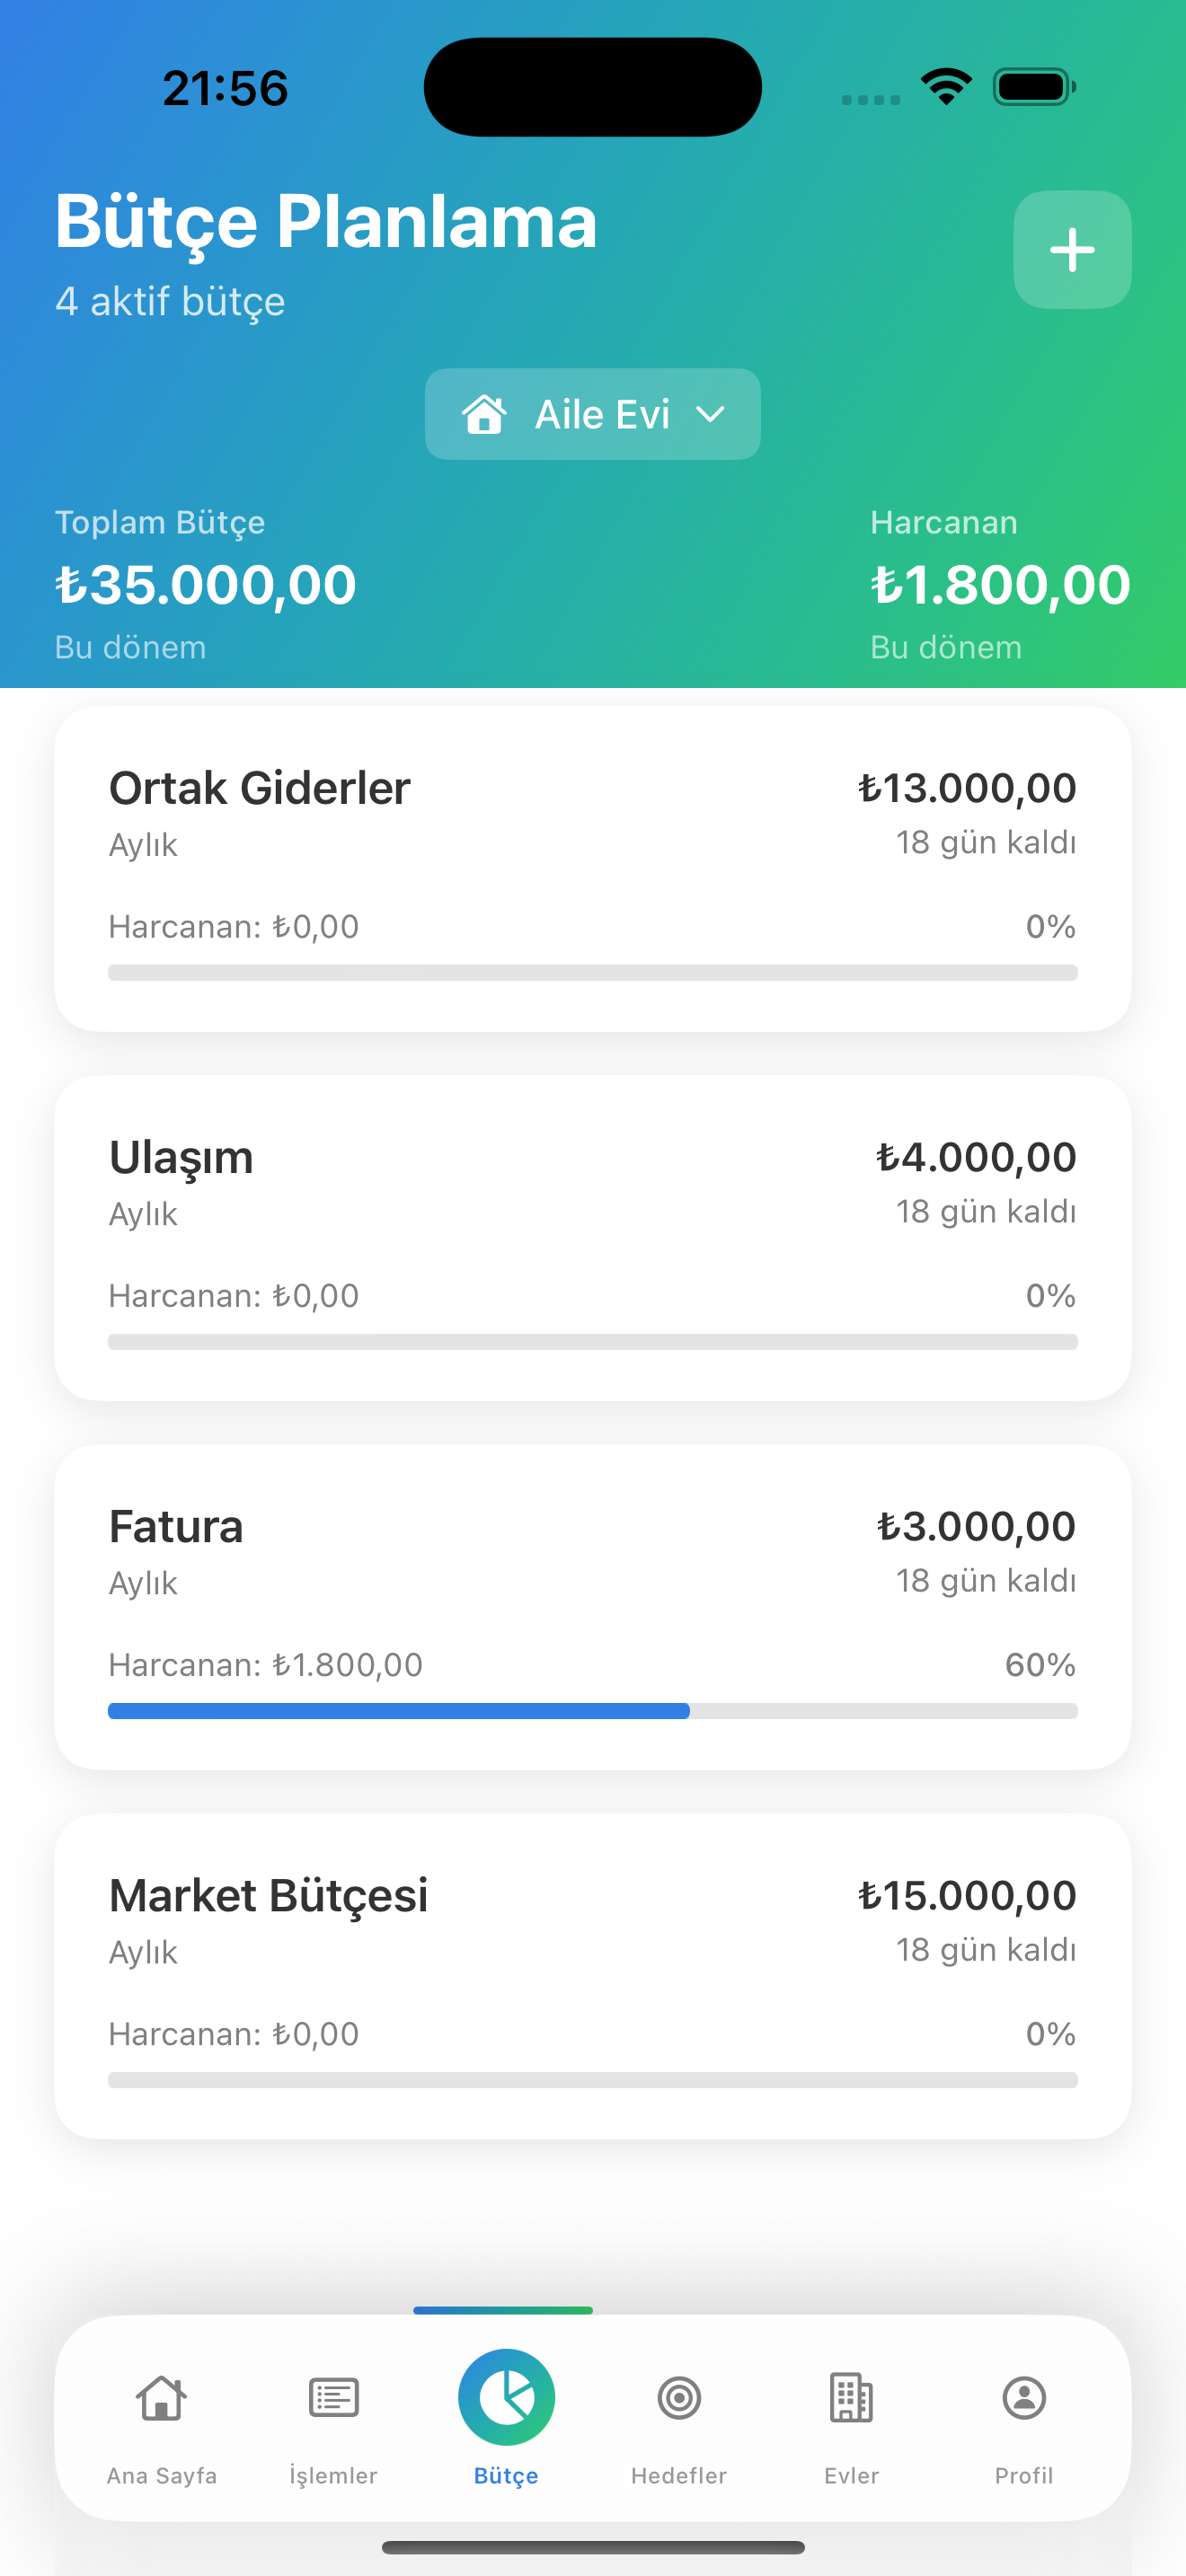 21:56
Bütçe Planlama
4 aktif bütçe
Aile Evi
Toplam Bütçe
₺35.000,00
Bu dönem
Harcanan
₺1.800,00
Bu dönem
Ortak Giderler
₺13.000,00
Aylık
18 gün kaldı
Harcanan: ₺0,00
0%
Ulaşım
₺4.000,00
Aylık
18 gün kaldı
Harcanan: ₺0,00
0%
Fatura
₺3.000,00
Aylık
18 gün kaldı
Harcanan: ₺1.800,00
60%
Market Bütçesi
₺15.000,00
Aylık
18 gün kaldı
Harcanan: ₺0,00
0%
Ana Sayfa
İşlemler
Bütçe
Hedefler
Evler
Profil